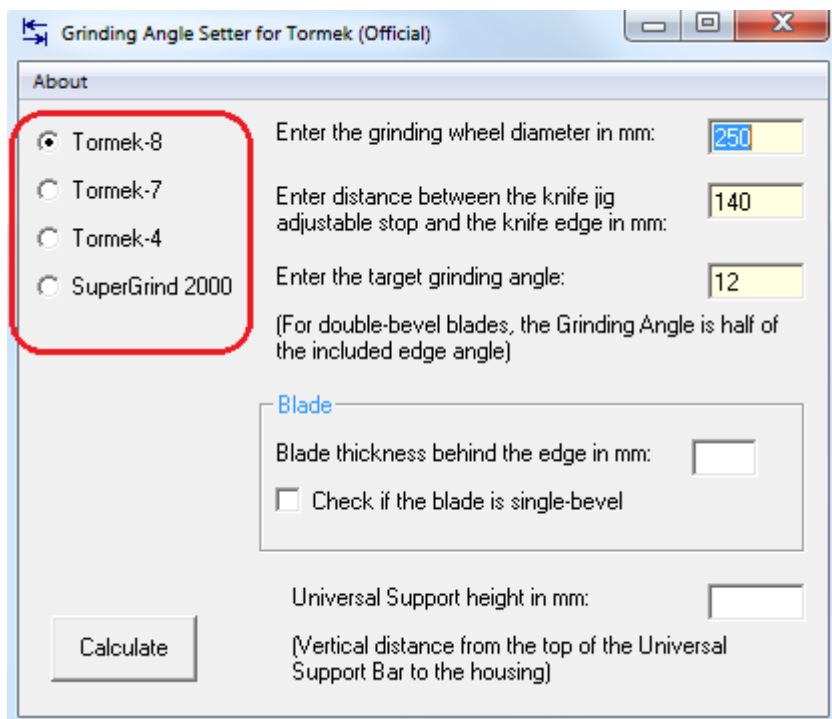 Grinding Angle Setter for Tormek (Official)
About
Tormek-8
Tormek-7
Tormek-4
SuperGrind 2000
Enter the grinding wheel diameter in mm:
250
Enter distance between the knife jig
adjustable stop and the knife edge in mm:
140
Enter the target grinding angle:
12
(For double-bevel blades, the Grinding Angle is half of
the included edge angle)
Blade
Blade thickness behind the edge in mm:
Check if the blade is single-bevel
Universal Support height in mm:
(Vertical distance from the top of the Universal
Support Bar to the housing)
Calculate